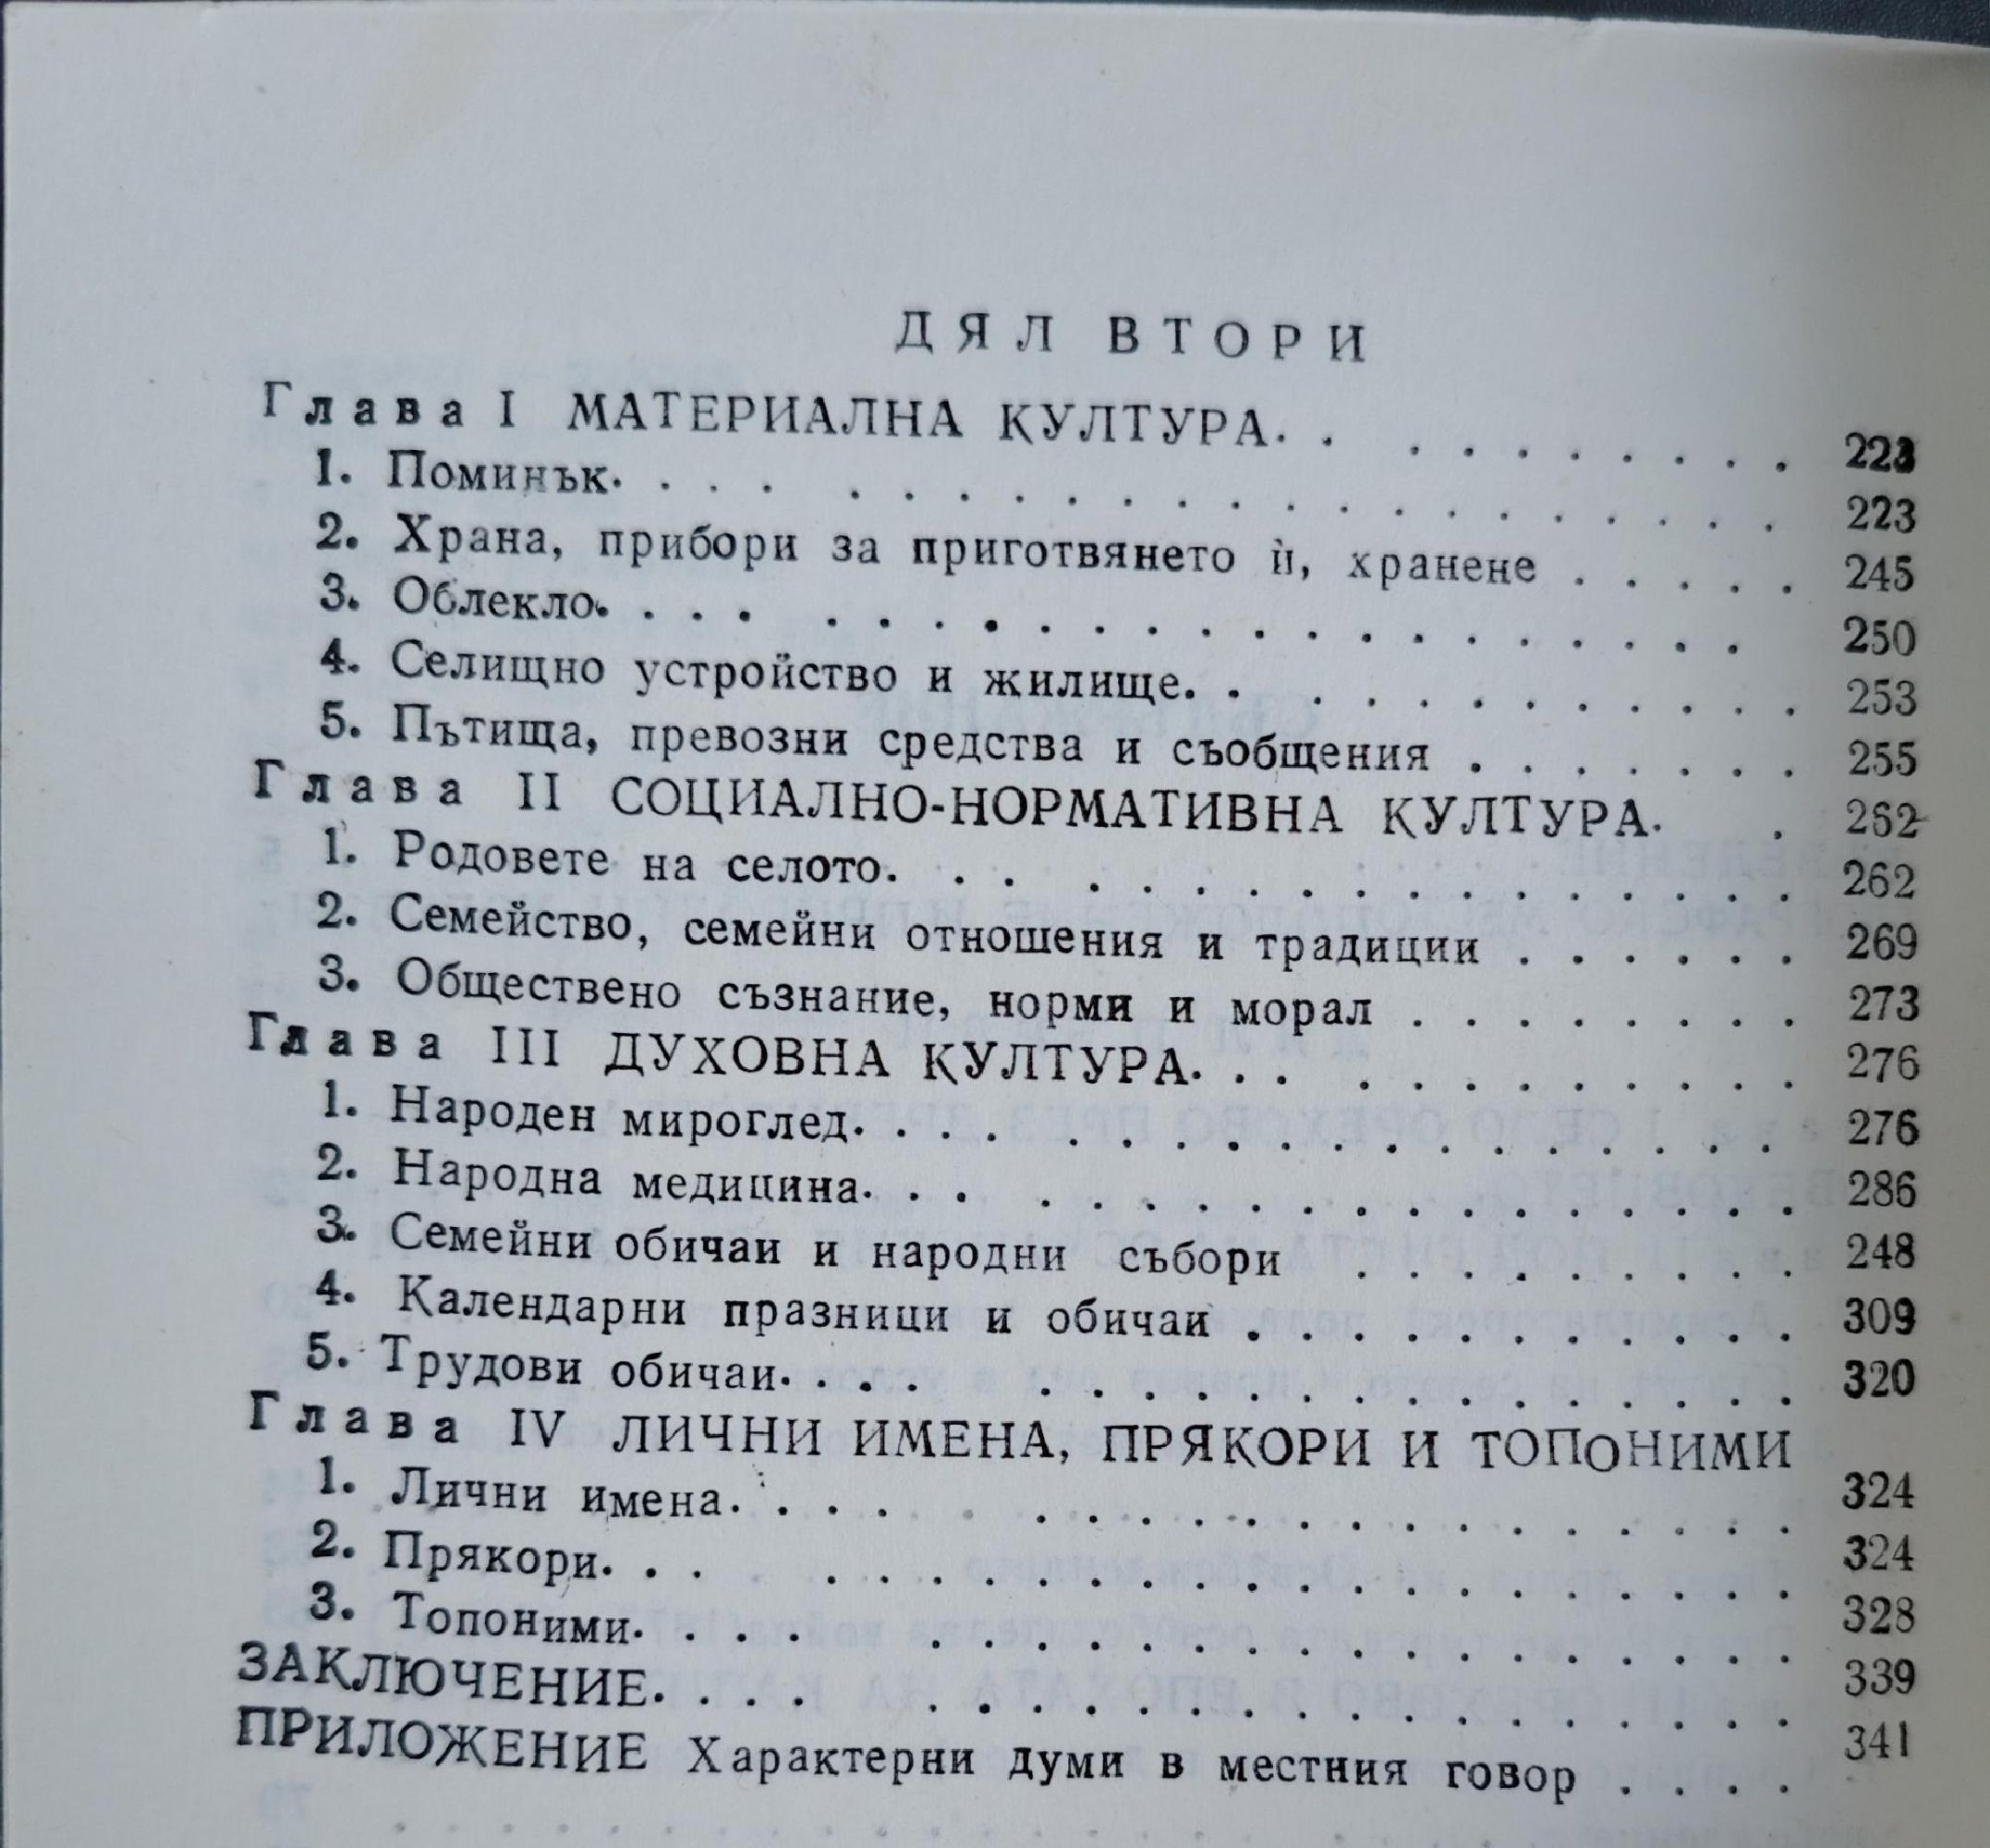 ДЯЛ ВТОРИ
Глава I МАТЕРИАЛНА КУЛТУРА. . . . . . . . . . 223
1. Поминък. . . . . . . . . . . . . . . . . . . . . 223
2. Храна, прибори за приготвянето ѝ, хранене . . . . . 245
3. Облекло. . . . . . . . . . . . . . . . . . . . . . 250
4. Селищно устройство и жилище. . . . . . . . . . . . 253
5. Пътища, превозни средства и съобщения . . . . . . . 255
Глава II СОЦИАЛНО-НОРМАТИВНА КУЛТУРА. . 262
1. Родовете на селото. . . . . . . . . . . . . . . . . 262
2. Семейство, семейни отношения и традиции . . . . . . 269
3. Обществено съзнание, норми и морал . . . . . . . . 273
Глава III ДУХОВНА КУЛТУРА. . . . . . . . . . . . . 276
1. Народен мироглед. . . . . . . . . . . . . . . . . . 276
2. Народна медицина. . . . . . . . . . . . . . . . . . 286
3. Семейни обичаи и народни събори . . . . . . . . . 248
4. Календарни празници и обичаи . . . . . . . . . . . 309
5. Трудови обичаи. . . . . . . . . . . . . . . . . . . 320
Глава IV ЛИЧНИ ИМЕНА, ПРЯКОРИ И ТОПОНИМИ
1. Лични имена. . . . . . . . . . . . . . . . . . . 324
2. Прякори. . . . . . . . . . . . . . . . . . . . . . 324
3. Топоними. . . . . . . . . . . . . . . . . . . . . 328
ЗАКЛЮЧЕНИЕ. . . . . . . . . . . . . . . . . . . . . 339
ПРИЛОЖЕНИЕ Характерни думи в местния говор . . . . 341